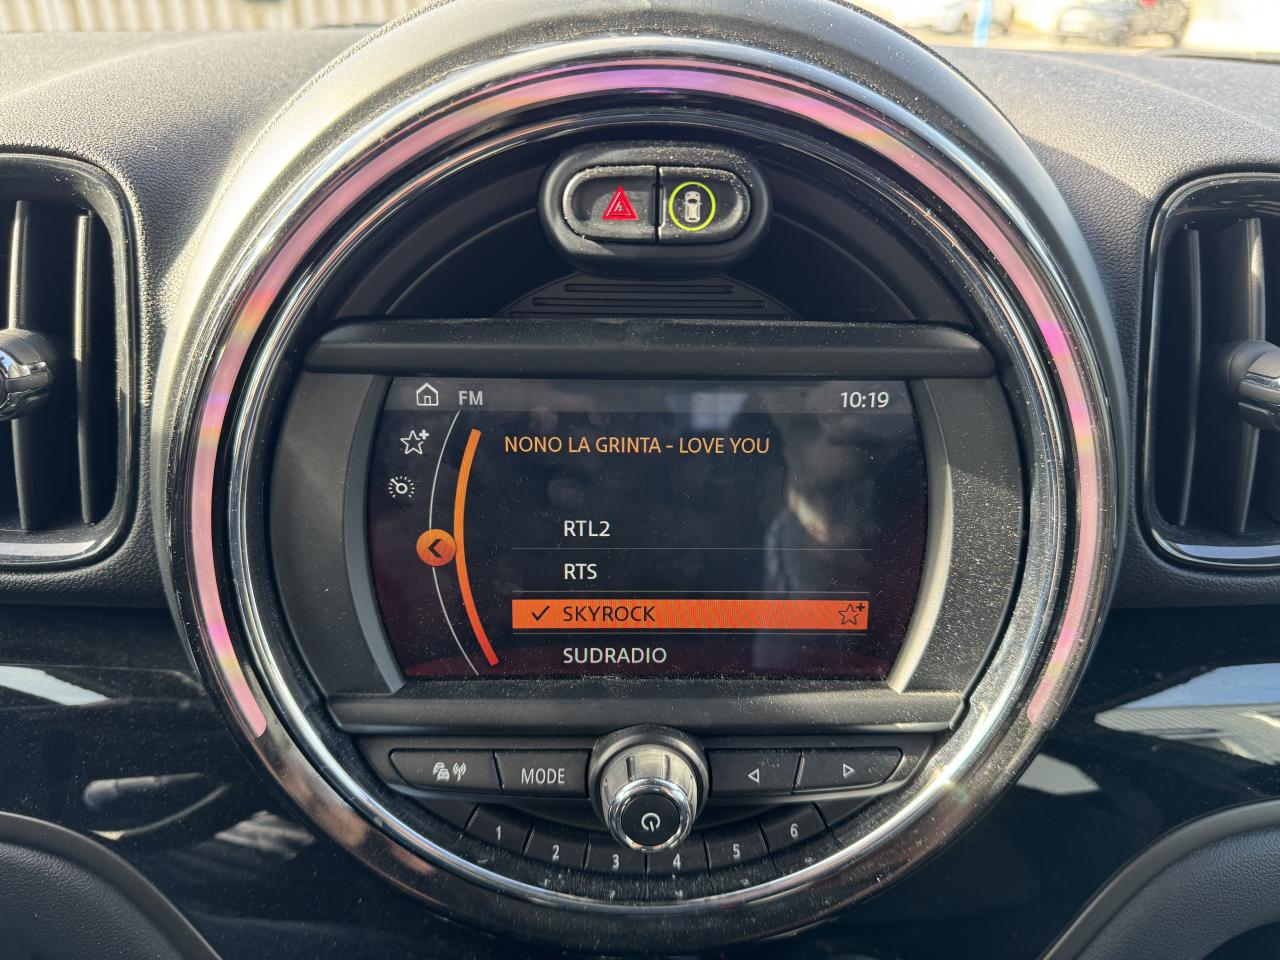 FM 10:19
NONO LA GRINTA - LOVE YOU
RTL2
RTS
SKYROCK
SUDRADIO
MODE
1 2 3 4 5 6